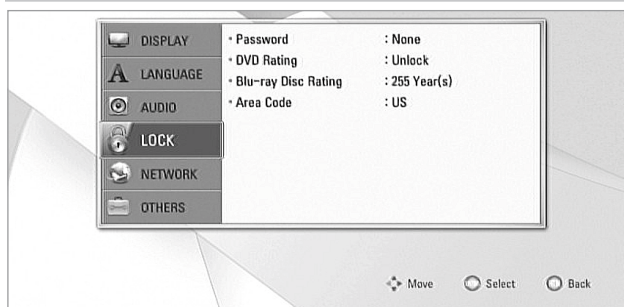 DISPLAY
LANGUAGE
AUDIO
LOCK
NETWORK
OTHERS
• Password : None
• DVD Rating : Unlock
• Blu-ray Disc Rating : 255 Year(s)
• Area Code : US
Move Select Back